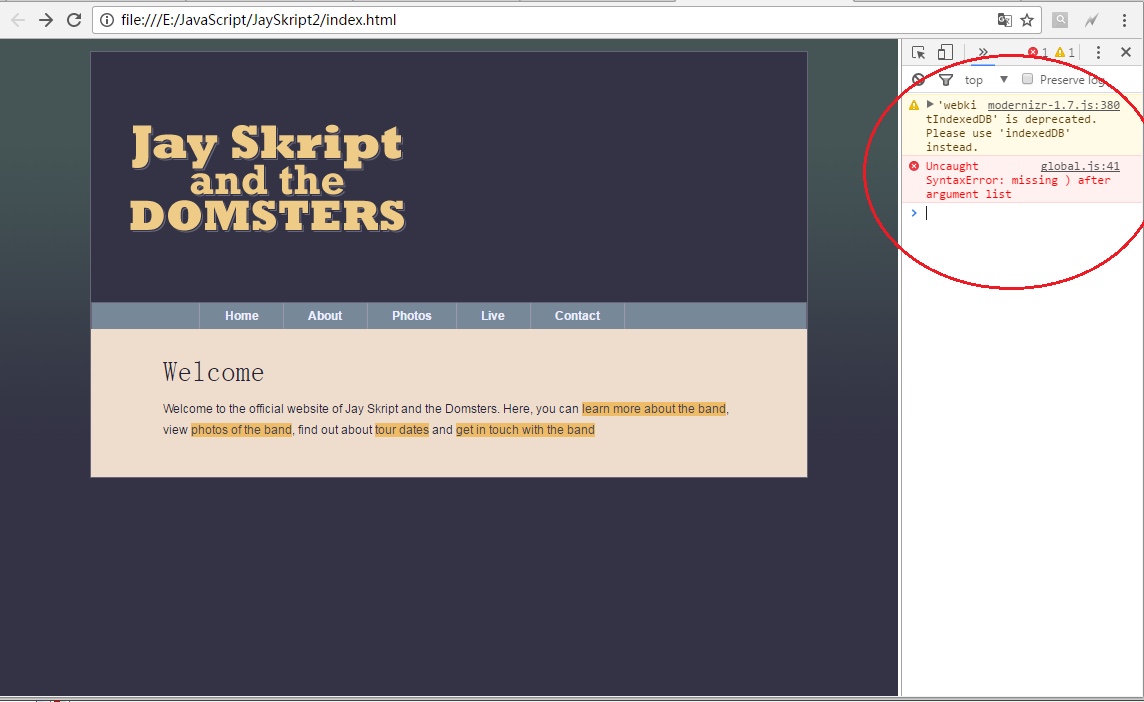 file:///E:/JavaScript/JaySkript2/index.html
1 1
top Preserve log
'webki modernizr-1.7.js:380
tIndexedDB' is deprecated.
Please use 'indexedDB'
instead.
Uncaught global.js:41
SyntaxError: missing ) after
argument list
Jay Skript
and the
DOMSTERS
Home About Photos Live Contact
Welcome
Welcome to the official website of Jay Skript and the Domsters. Here, you can learn more about the band,
view photos of the band, find out about tour dates and get in touch with the band